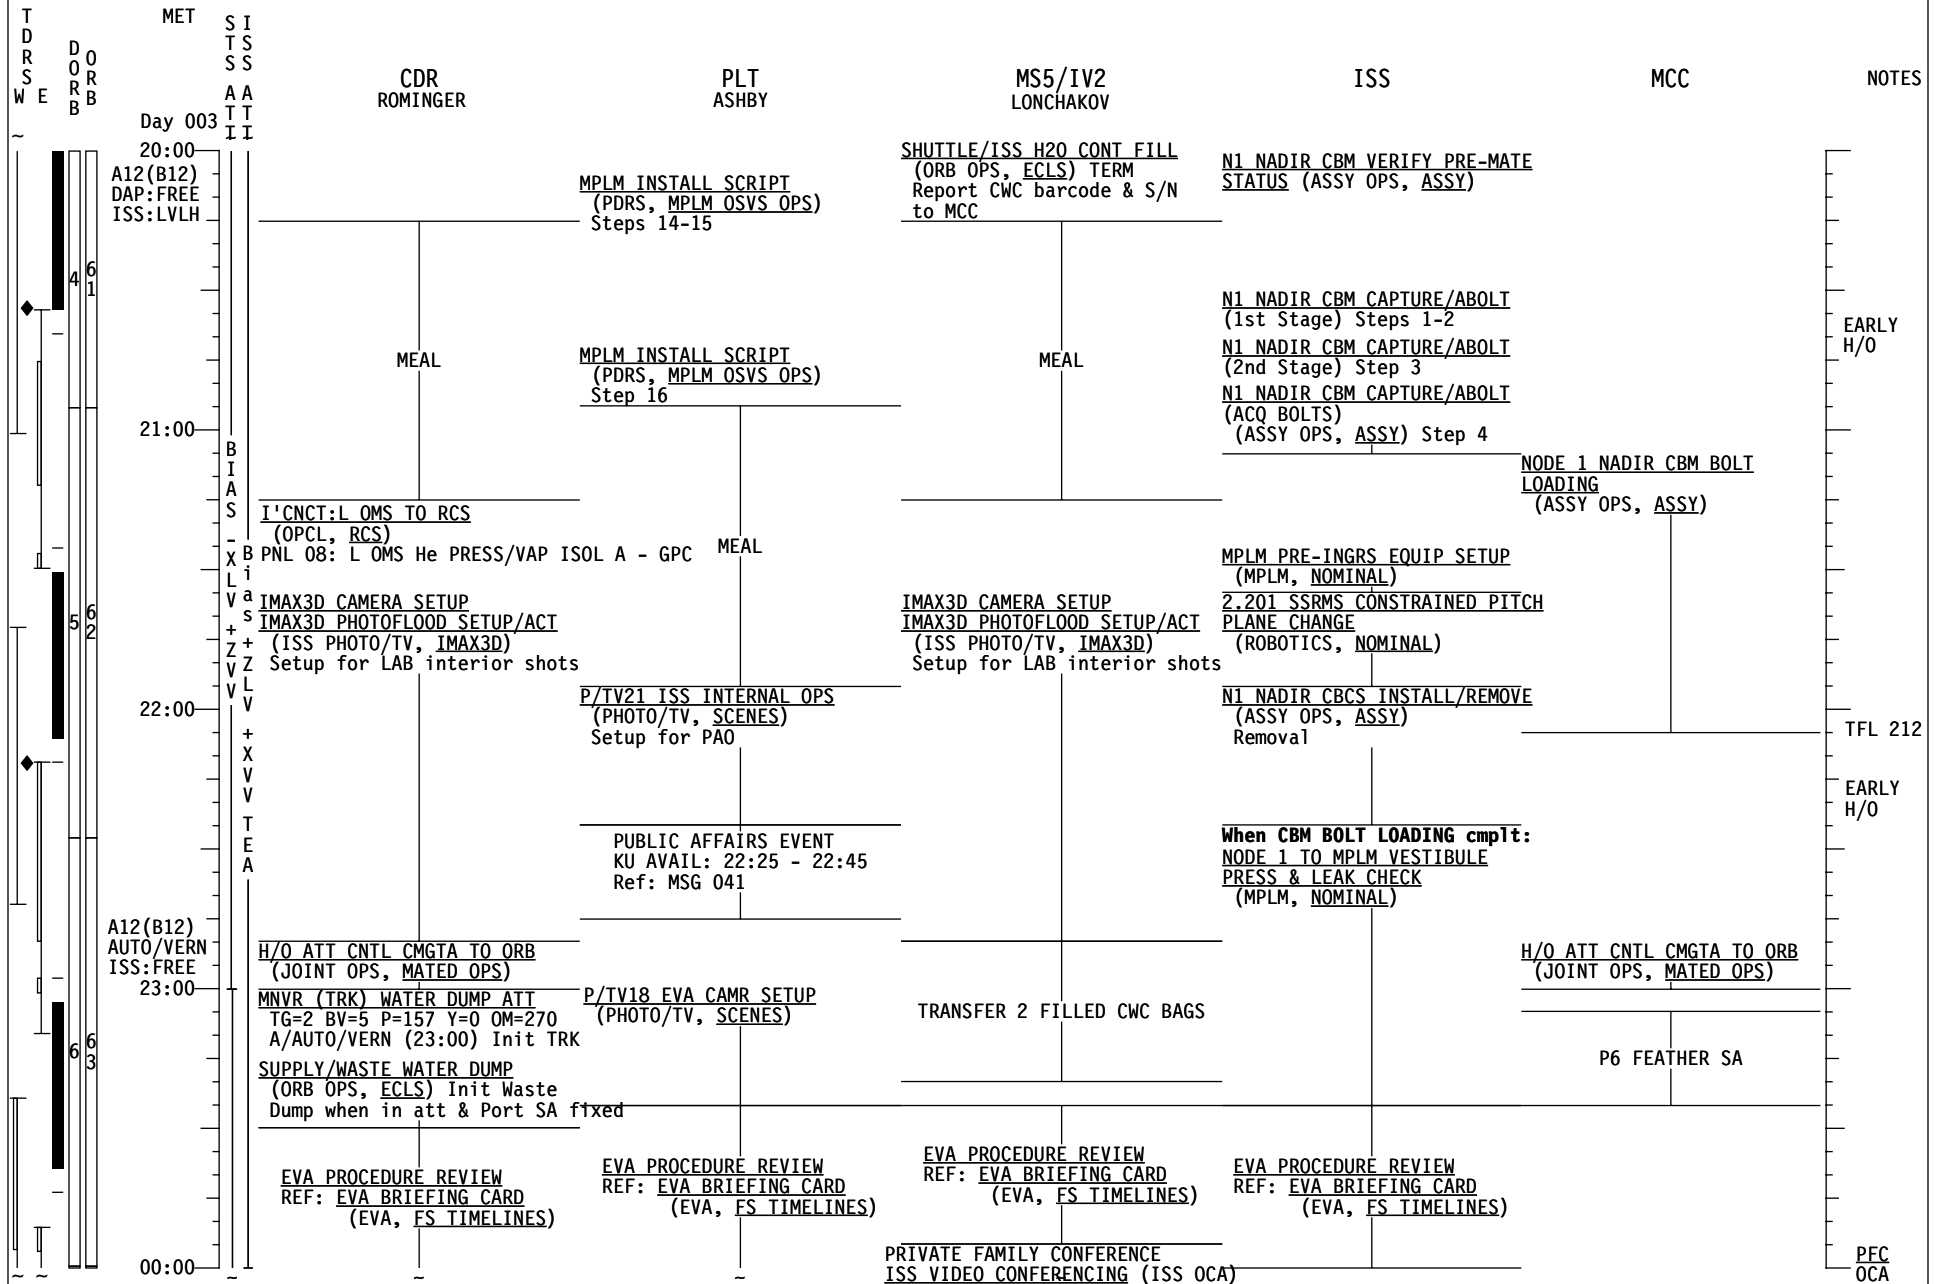 TDRS
W E
DORB
ORB
MET
STS ATT
ISS ATT
CDR
ROMINGER
PLT
ASHBY
MS5/IV2
LONCHAKOV
ISS
MCC
NOTES
Day 003
20:00
A12(B12)
DAP:FREE
ISS:LVLH
21:00
22:00
A12(B12)
AUTO/VERN
ISS:FREE
23:00
00:00
4
61
5
62
6
63
BIAS -XLV +ZVV
Bias +ZLV +XVV TEA
MEAL
I'CNCT:L OMS TO RCS
(OPCL, RCS)
PNL O8: L OMS He PRESS/VAP ISOL A - GPC
IMAX3D CAMERA SETUP
IMAX3D PHOTOFLOOD SETUP/ACT
(ISS PHOTO/TV, IMAX3D)
Setup for LAB interior shots
H/O ATT CNTL CMGTA TO ORB
(JOINT OPS, MATED OPS)
MNVR (TRK) WATER DUMP ATT
TG=2 BV=5 P=157 Y=0 OM=270
A/AUTO/VERN (23:00) Init TRK
SUPPLY/WASTE WATER DUMP
(ORB OPS, ECLS) Init Waste
Dump when in att & Port SA fixed
EVA PROCEDURE REVIEW
REF: EVA BRIEFING CARD
(EVA, FS TIMELINES)
MPLM INSTALL SCRIPT
(PDRS, MPLM OSVS OPS)
Steps 14-15
MPLM INSTALL SCRIPT
(PDRS, MPLM OSVS OPS)
Step 16
MEAL
P/TV21 ISS INTERNAL OPS
(PHOTO/TV, SCENES)
Setup for PAO
PUBLIC AFFAIRS EVENT
KU AVAIL: 22:25 - 22:45
Ref: MSG 041
P/TV18 EVA CAMR SETUP
(PHOTO/TV, SCENES)
EVA PROCEDURE REVIEW
REF: EVA BRIEFING CARD
(EVA, FS TIMELINES)
SHUTTLE/ISS H2O CONT FILL
(ORB OPS, ECLS) TERM
Report CWC barcode & S/N
to MCC
MEAL
IMAX3D CAMERA SETUP
IMAX3D PHOTOFLOOD SETUP/ACT
(ISS PHOTO/TV, IMAX3D)
Setup for LAB interior shots
TRANSFER 2 FILLED CWC BAGS
EVA PROCEDURE REVIEW
REF: EVA BRIEFING CARD
(EVA, FS TIMELINES)
PRIVATE FAMILY CONFERENCE
ISS VIDEO CONFERENCING (ISS OCA)
N1 NADIR CBM VERIFY PRE-MATE
STATUS (ASSY OPS, ASSY)
N1 NADIR CBM CAPTURE/ABOLT
(1st Stage) Steps 1-2
N1 NADIR CBM CAPTURE/ABOLT
(2nd Stage) Step 3
N1 NADIR CBM CAPTURE/ABOLT
(ACQ BOLTS)
(ASSY OPS, ASSY) Step 4
MPLM PRE-INGRS EQUIP SETUP
(MPLM, NOMINAL)
2.201 SSRMS CONSTRAINED PITCH
PLANE CHANGE
(ROBOTICS, NOMINAL)
N1 NADIR CBCS INSTALL/REMOVE
(ASSY OPS, ASSY)
Removal
When CBM BOLT LOADING cmplt:
NODE 1 TO MPLM VESTIBULE
PRESS & LEAK CHECK
(MPLM, NOMINAL)
EVA PROCEDURE REVIEW
REF: EVA BRIEFING CARD
(EVA, FS TIMELINES)
NODE 1 NADIR CBM BOLT
LOADING
(ASSY OPS, ASSY)
H/O ATT CNTL CMGTA TO ORB
(JOINT OPS, MATED OPS)
P6 FEATHER SA
EARLY
H/O
TFL 212
EARLY
H/O
PFC
OCA